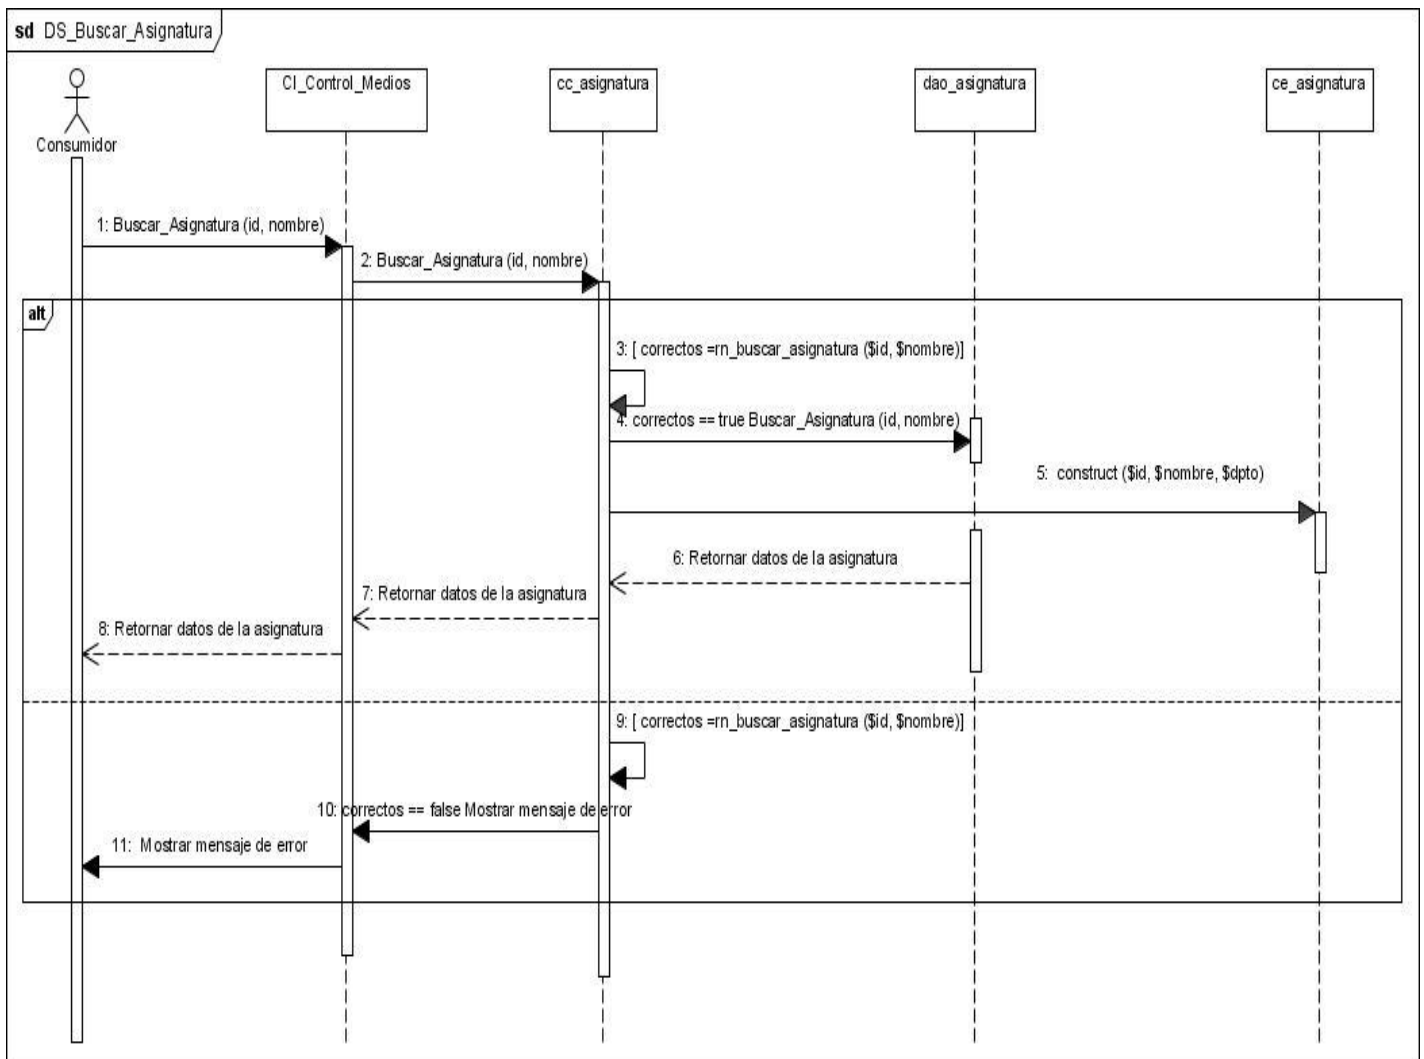 sd DS_Buscar_Asignatura
Consumidor
CI_Control_Medios
cc_asignatura
dao_asignatura
ce_asignatura
1: Buscar_Asignatura (id, nombre)
2: Buscar_Asignatura (id, nombre)
alt
3: [ correctos =rn_buscar_asignatura ($id, $nombre)]
4: correctos == true Buscar_Asignatura (id, nombre)
5: construct ($id, $nombre, $dpto)
6: Retornar datos de la asignatura
7: Retornar datos de la asignatura
8: Retornar datos de la asignatura
9: [ correctos =rn_buscar_asignatura ($id, $nombre)]
10: correctos == false Mostrar mensaje de error
11: Mostrar mensaje de error